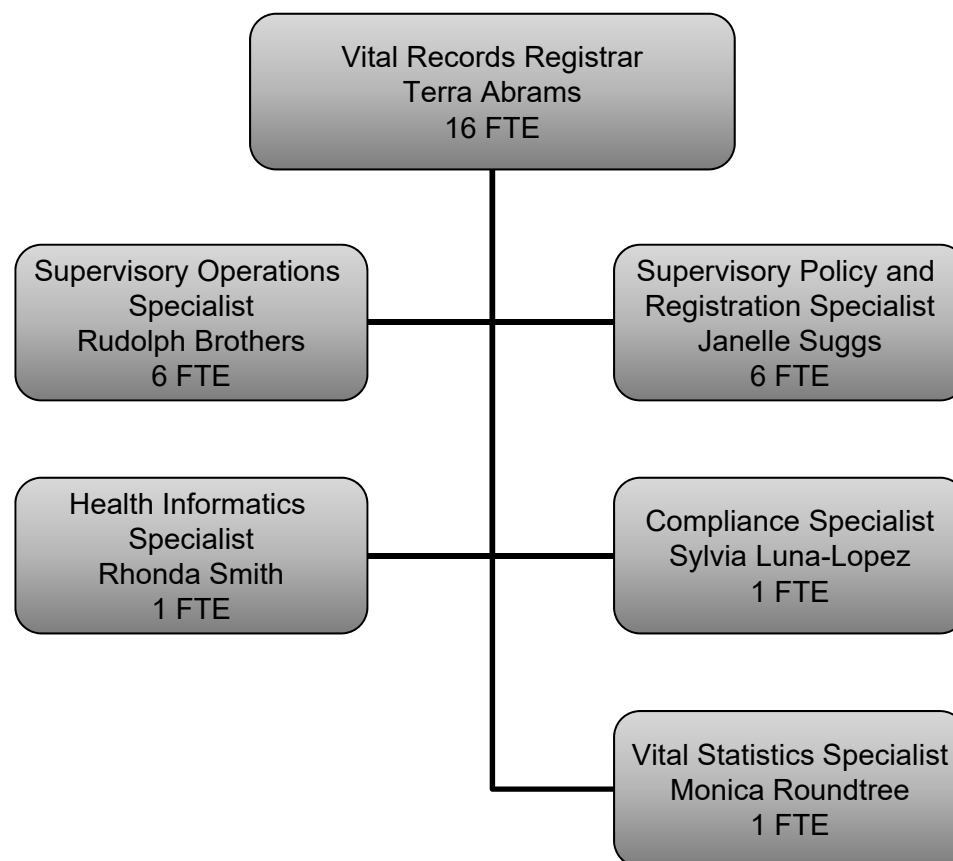 Vital Records Registrar
Terra Abrams
16 FTE
Supervisory Operations
Specialist
Rudolph Brothers
6 FTE
Supervisory Policy and
Registration Specialist
Janelle Suggs
6 FTE
Health Informatics
Specialist
Rhonda Smith
1 FTE
Compliance Specialist
Sylvia Luna-Lopez
1 FTE
Vital Statistics Specialist
Monica Roundtree
1 FTE